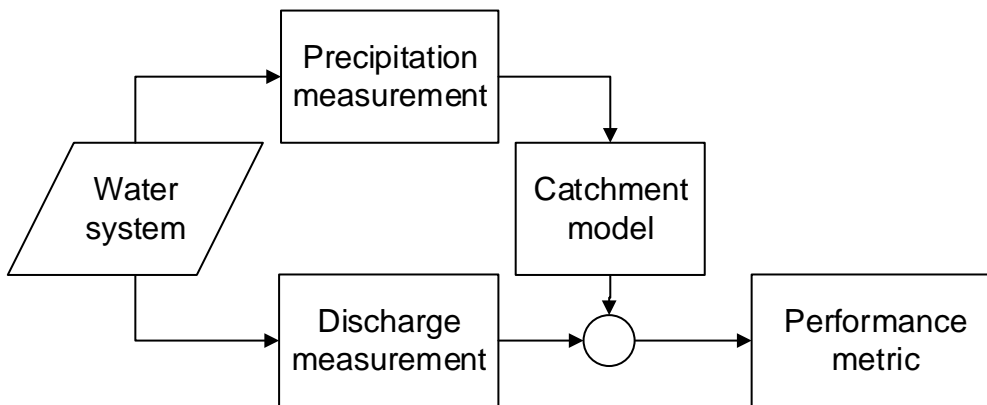 Precipitation
measurement
Water
system
Catchment
model
Discharge
measurement
Performance
metric